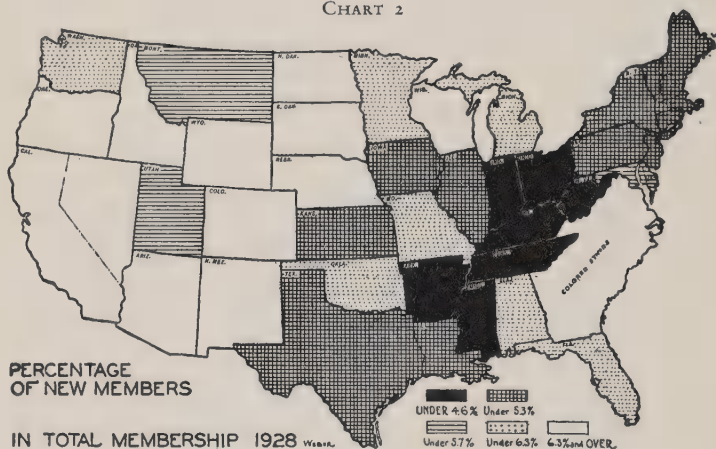 CHART 2
WASH.
MONT.
N. DAK.
MINN.
ORE.
WIS.
MICH.
S. DAK.
WYO.
IOWA
CAL.
NEBR.
ILL.
UTAH
COLO.
KANS.
MO.
ARIZ.
N. MEX.
OKLA.
TEX.
COLORED SYNODS
FLA.
PERCENTAGE
OF NEW MEMBERS
UNDER 4.6% Under 5.3%
IN TOTAL MEMBERSHIP 1928
Under 5.7% Under 6.3% 6.3% and OVER